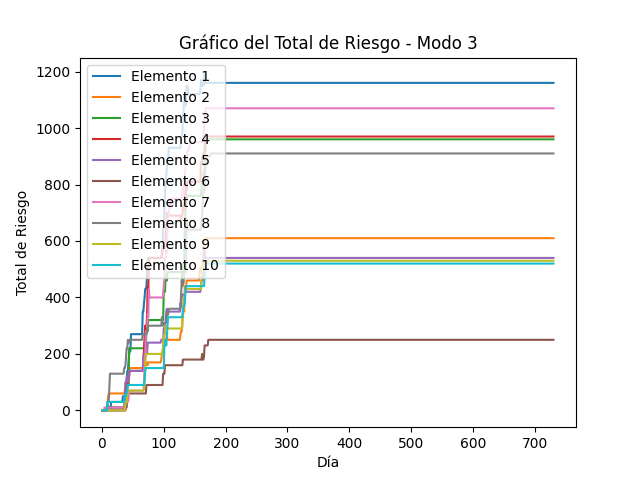 Gráfico del Total de Riesgo - Modo 3
Total de Riesgo
1200
1000
800
600
400
200
0
Elemento 1
Elemento 2
Elemento 3
Elemento 4
Elemento 5
Elemento 6
Elemento 7
Elemento 8
Elemento 9
Elemento 10
0 100 200 300 400 500 600 700
Día